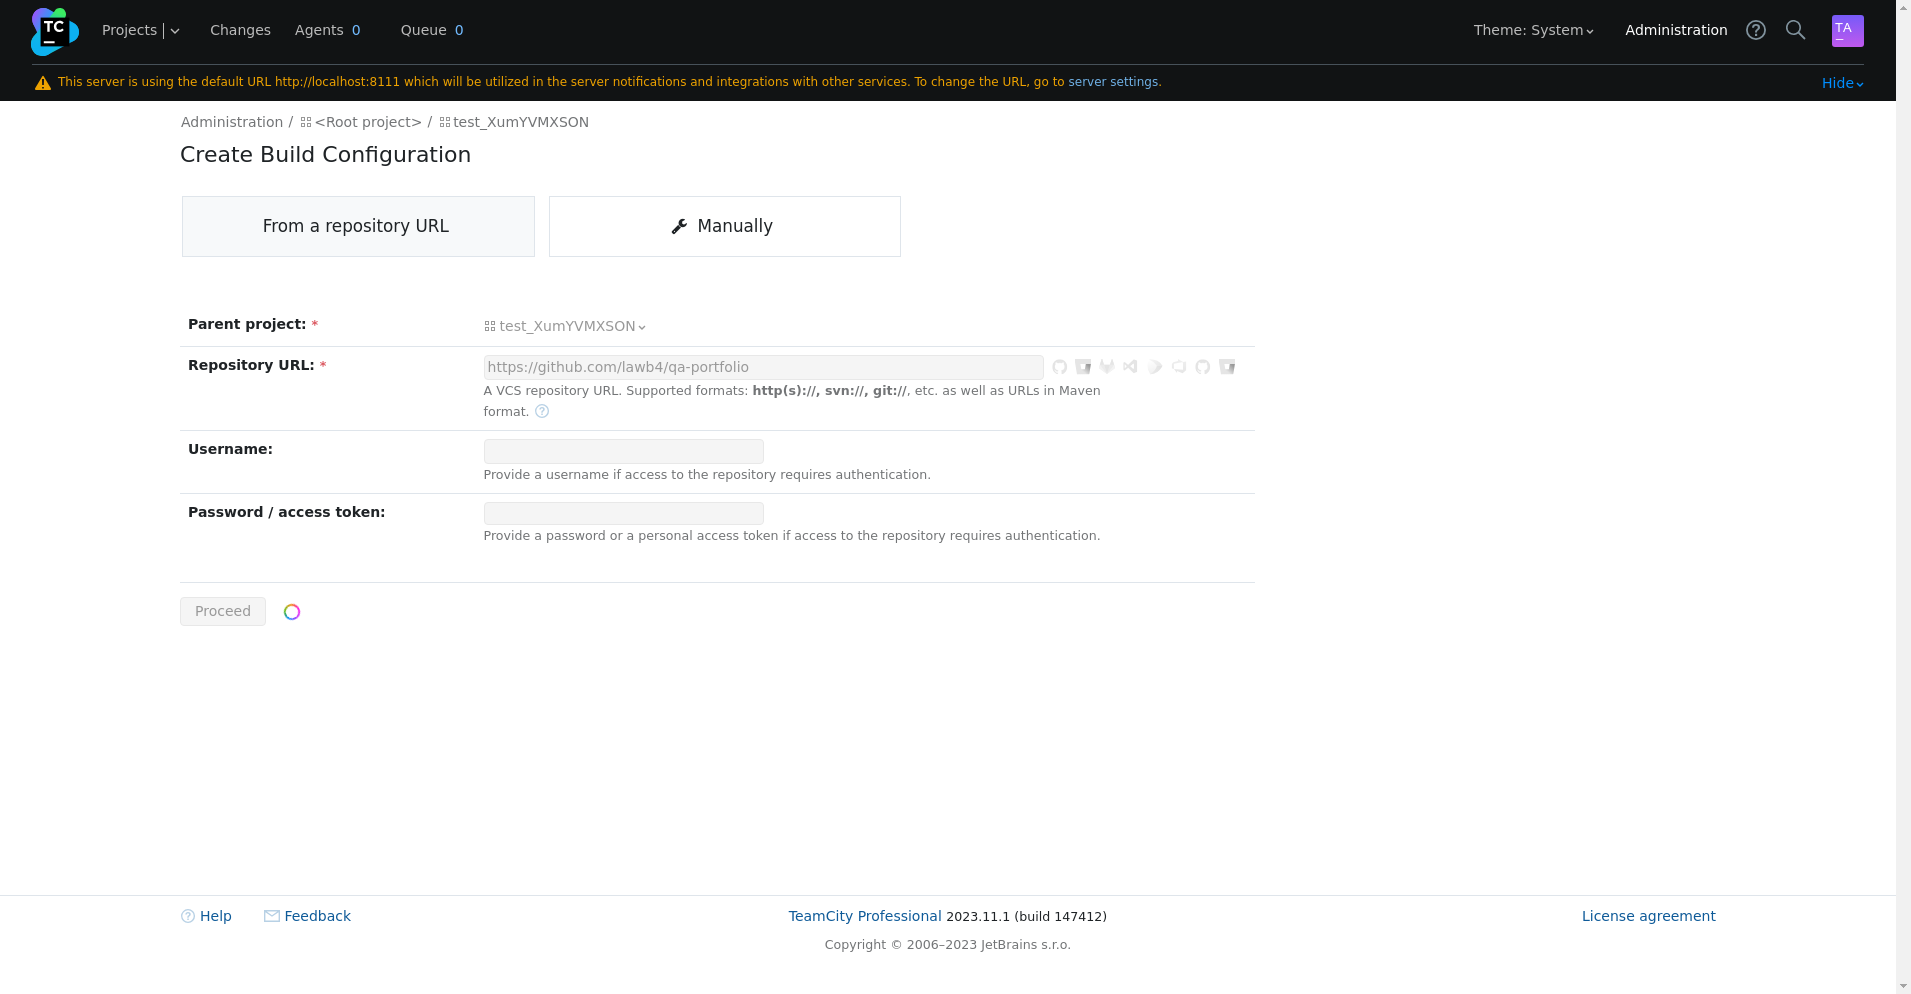 TC
Projects
Changes
Agents 0
Queue 0
Theme: System
Administration
TA
This server is using the default URL http://localhost:8111 which will be utilized in the server notifications and integrations with other services. To change the URL, go to server settings.
Hide
Administration / <Root project> / test_XumYVMXSON
Create Build Configuration
From a repository URL
Manually
Parent project: *
test_XumYVMXSON
Repository URL: *
https://github.com/lawb4/qa-portfolio
A VCS repository URL. Supported formats: http(s)://, svn://, git://, etc. as well as URLs in Maven
format.
Username:
Provide a username if access to the repository requires authentication.
Password / access token:
Provide a password or a personal access token if access to the repository requires authentication.
Proceed
Help
Feedback
TeamCity Professional 2023.11.1 (build 147412)
License agreement
Copyright © 2006–2023 JetBrains s.r.o.